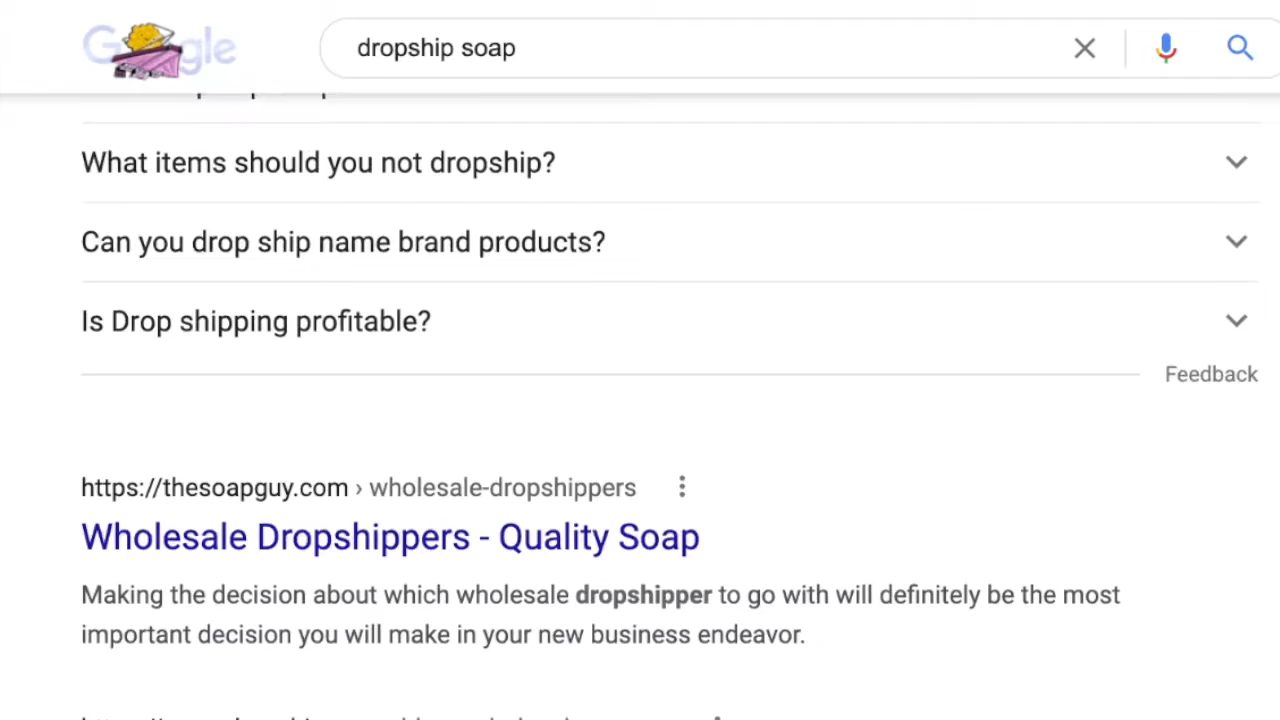 Google
dropship soap
What items should you not dropship?
Can you drop ship name brand products?
Is Drop shipping profitable?
Feedback
https://thesoapguy.com › wholesale-dropshippers
Wholesale Dropshippers - Quality Soap
Making the decision about which wholesale dropshipper to go with will definitely be the most
important decision you will make in your new business endeavor.